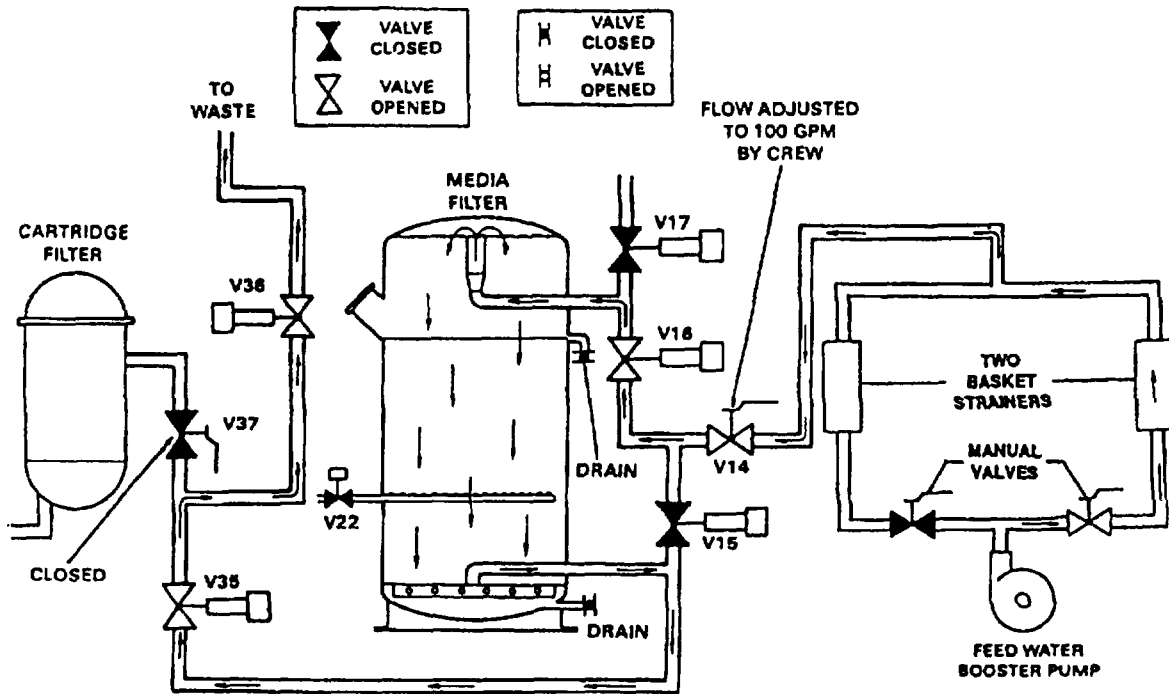 VALVE
CLOSED
VALVE
OPENED
VALVE
CLOSED
VALVE
OPENED
TO
WASTE
FLOW ADJUSTED
TO 100 GPM
BY CREW
MEDIA
FILTER
V17
CARTRIDGE
FILTER
V36
V16
TWO
BASKET
STRAINERS
V37
DRAIN
V14
MANUAL
VALVES
V22
V15
CLOSED
V35
DRAIN
FEED WATER
BOOSTER PUMP